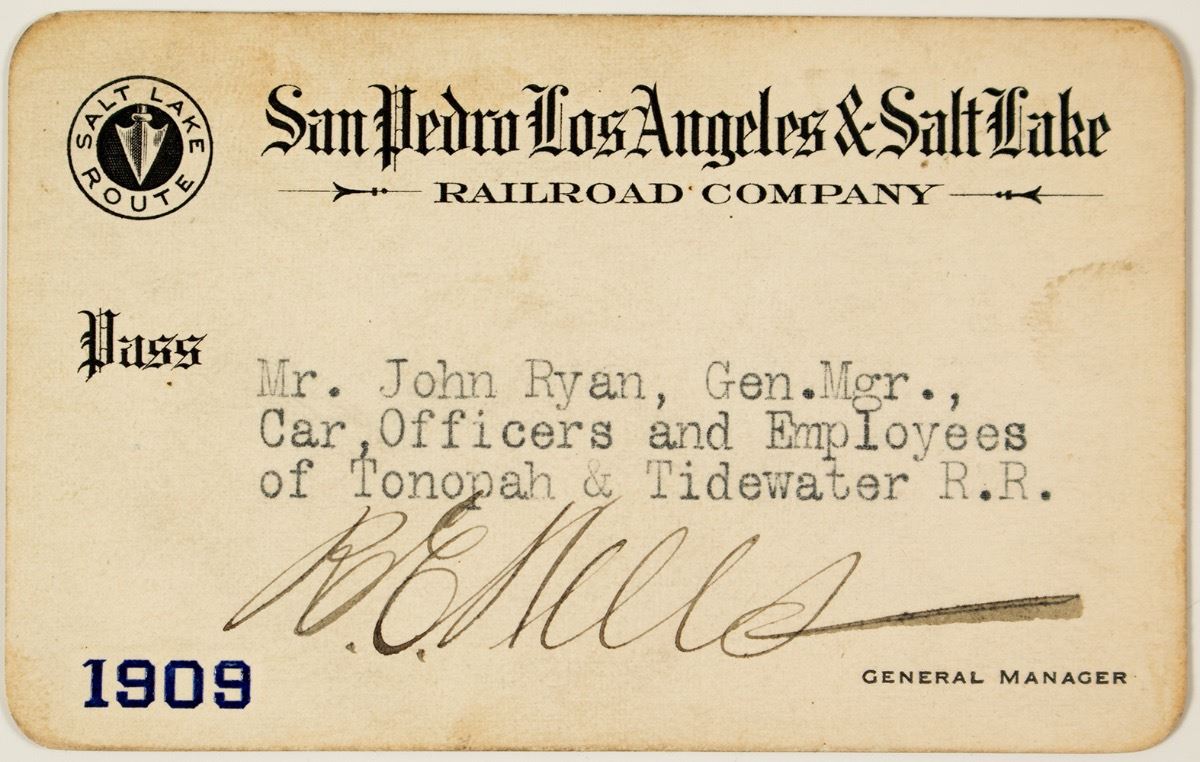 SALT LAKE ROUTE
San Pedro Los Angeles & Salt Lake
RAILROAD COMPANY
Pass
Mr. John Ryan, Gen.Mgr.,
Car,Officers and Employees
of Tonopah & Tidewater R.R.
R.E. Wells
1909
GENERAL MANAGER